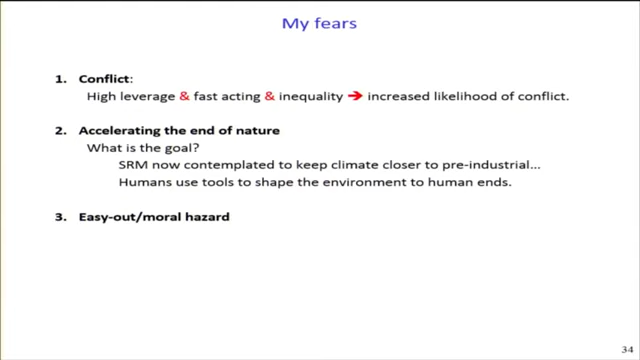 My fears
1. Conflict:
High leverage & fast acting & inequality ➔ increased likelihood of conflict.
2. Accelerating the end of nature
What is the goal?
SRM now contemplated to keep climate closer to pre-industrial...
Humans use tools to shape the environment to human ends.
3. Easy-out/moral hazard
34